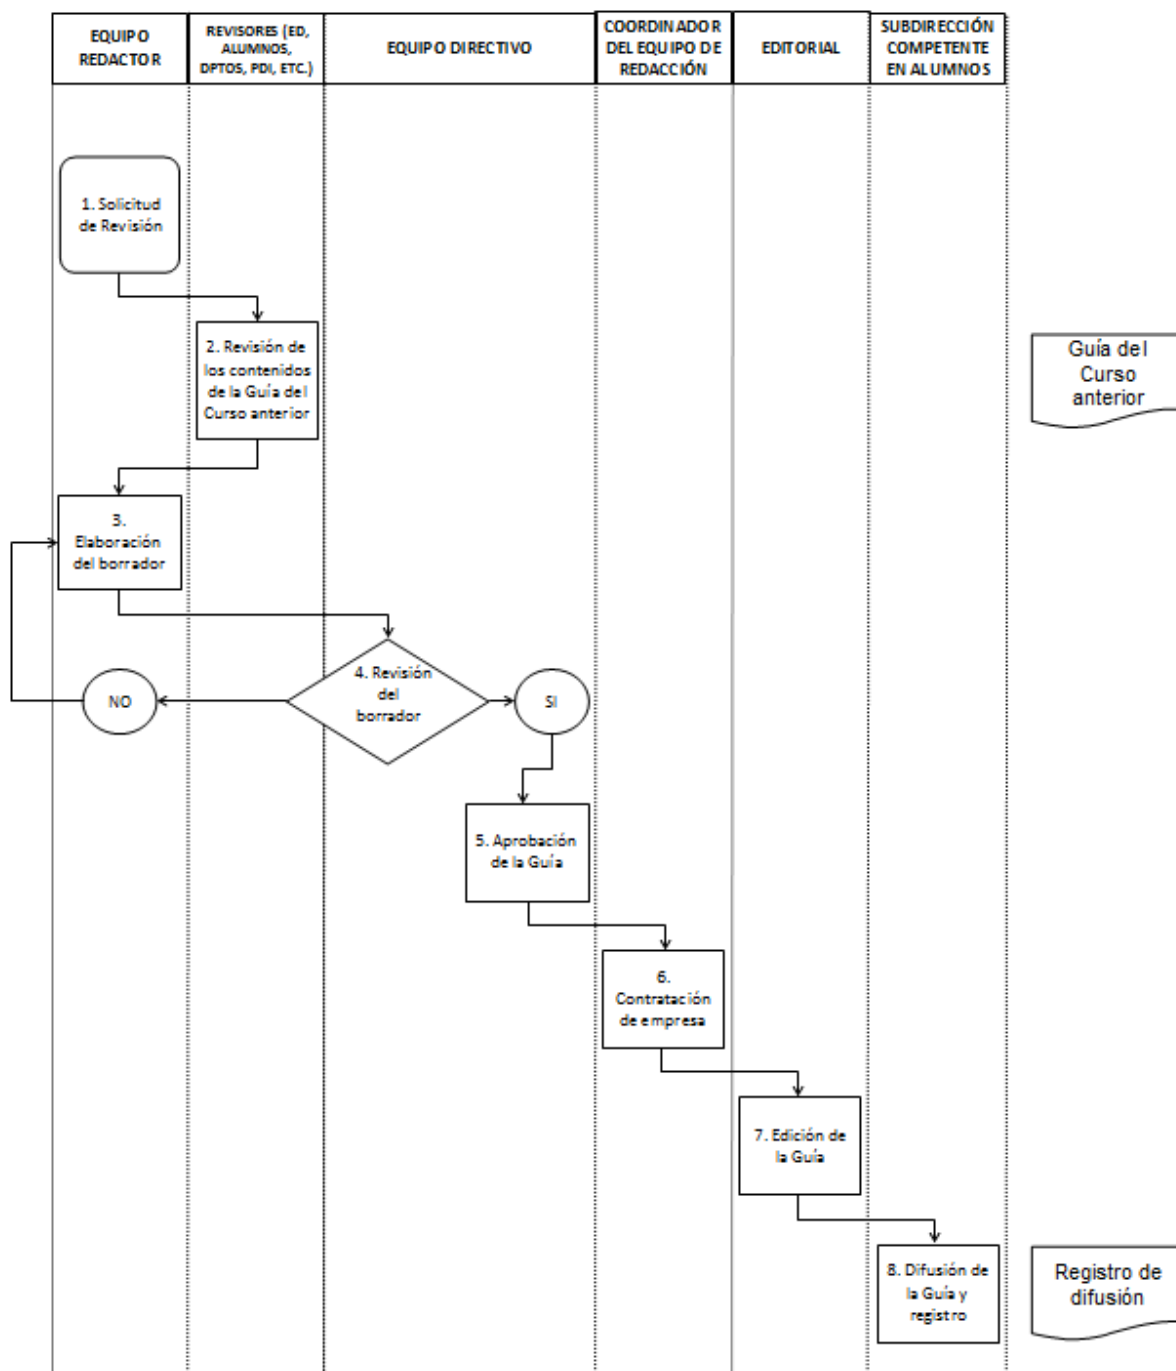 EQUIPO
REDACTOR
REVISORES (ED,
ALUMNOS,
DPTOS, PDI, ETC.)
EQUIPO DIRECTIVO
COORDINADOR
DEL EQUIPO DE
REDACCIÓN
EDITORIAL
SUBDIRECCIÓN
COMPETENTE
EN ALUMNOS
1. Solicitud
de Revisión
2. Revisión de
los contenidos
de la Guía del
Curso anterior
Guía del
Curso
anterior
3.
Elaboración
del borrador
4. Revisión
del
borrador
NO
SI
5. Aprobación
de la Guía
6.
Contratación
de empresa
7. Edición de
la Guía
8. Difusión de
la Guía y
registro
Registro de
difusión